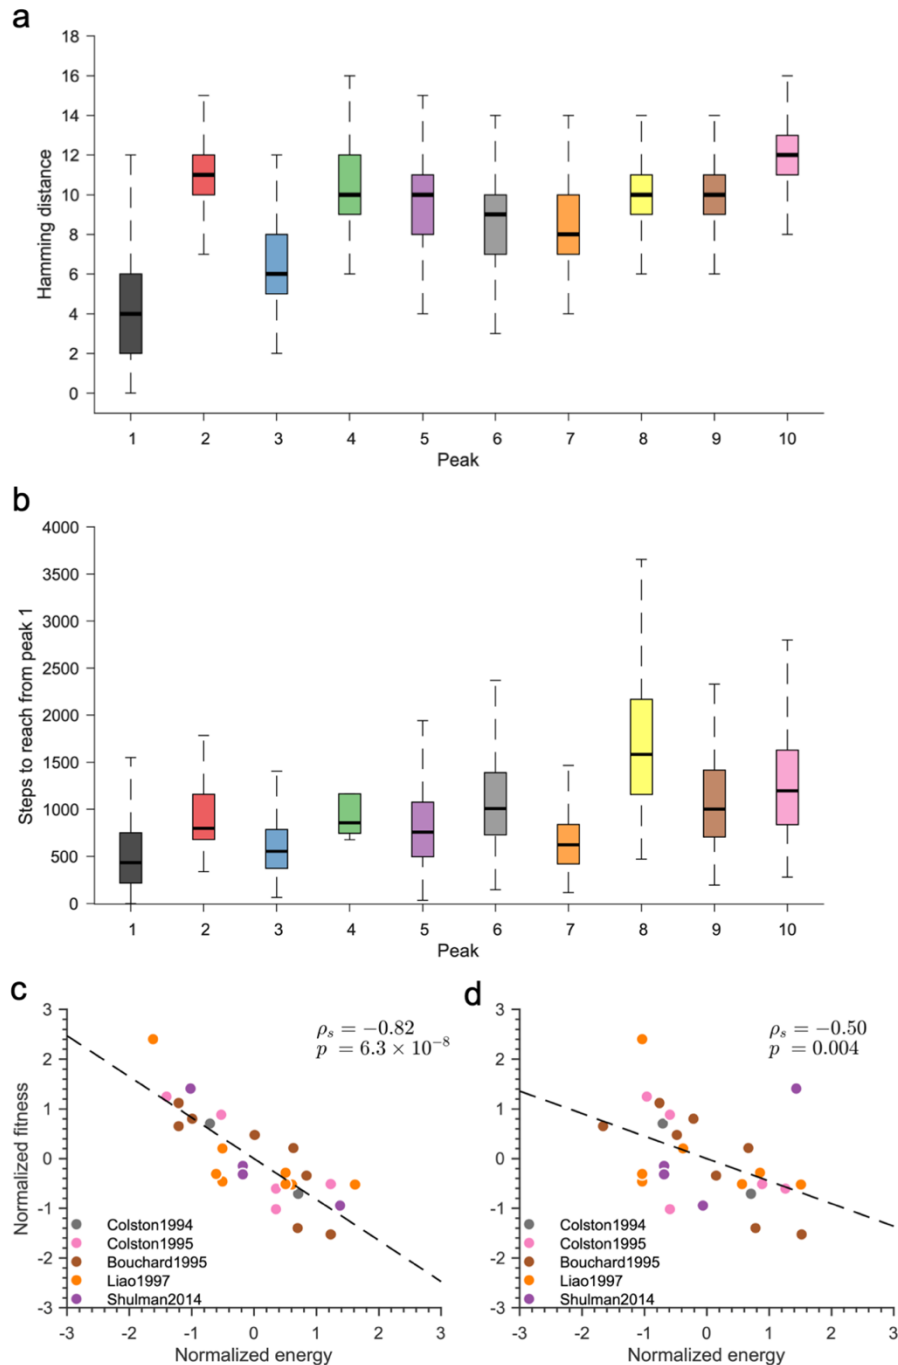 a
18
16
14
12
10
8
6
4
2
0
Hamming distance
1 2 3 4 5 6 7 8 9 10
Peak
b
4000
3500
3000
2500
2000
1500
1000
500
0
Steps to reach from peak 1
1 2 3 4 5 6 7 8 9 10
Peak
c
3
2
1
0
-1
-2
-3
Normalized fitness
ρs = −0.82
p = 6.3 × 10−8
Colston1994
Colston1995
Bouchard1995
Liao1997
Shulman2014
-3 -2 -1 0 1 2 3
Normalized energy
d
3
2
1
0
-1
-2
-3
ρs = −0.50
p = 0.004
Colston1994
Colston1995
Bouchard1995
Liao1997
Shulman2014
-3 -2 -1 0 1 2 3
Normalized energy